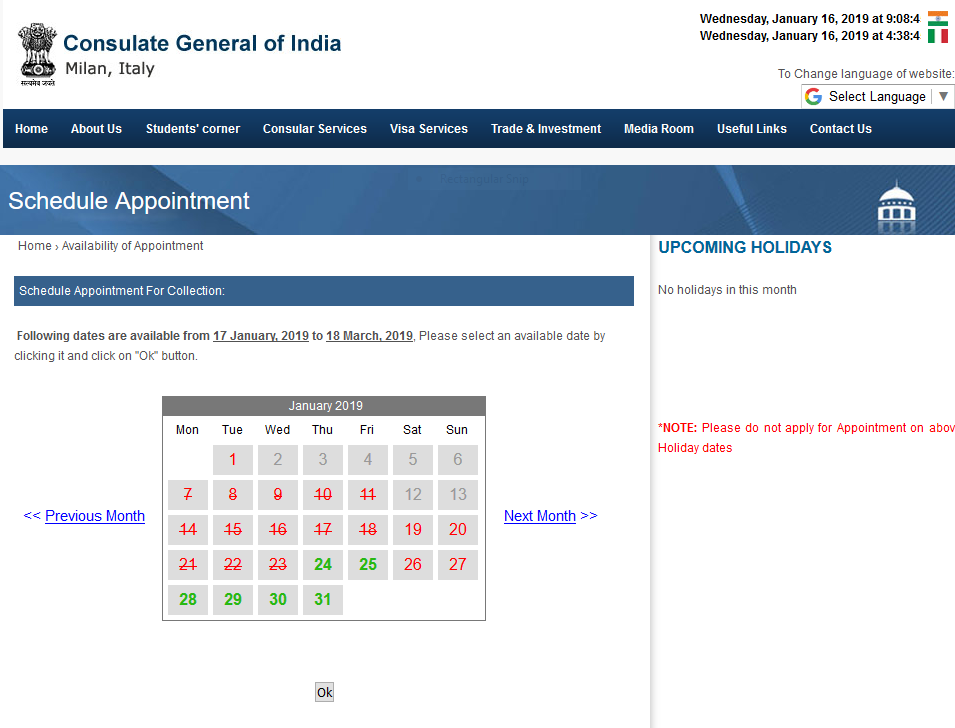 Wednesday, January 16, 2019 at 9:08:4
Wednesday, January 16, 2019 at 4:38:4
सत्यमेव जयते
Consulate General of India
Milan, Italy
To Change language of website:
Select Language ▼
Home About Us Students' corner Consular Services Visa Services Trade & Investment Media Room Useful Links Contact Us
Rectangular Snip
Schedule Appointment
Home › Availability of Appointment
UPCOMING HOLIDAYS
Schedule Appointment For Collection:
No holidays in this month
Following dates are available from 17 January, 2019 to 18 March, 2019, Please select an available date by
clicking it and click on "Ok" button.
*NOTE: Please do not apply for Appointment on abov
Holiday dates
January 2019
Mon Tue Wed Thu Fri Sat Sun
1 2 3 4 5 6
7 8 9 10 11 12 13
<< Previous Month
Next Month >>
14 15 16 17 18 19 20
21 22 23 24 25 26 27
28 29 30 31
Ok